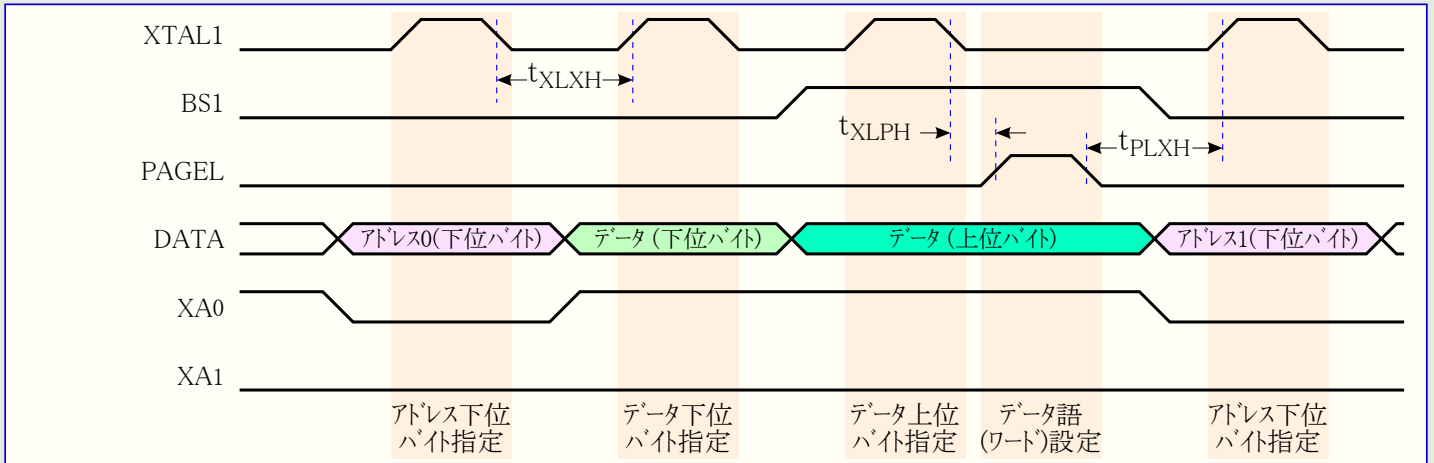 XTAL1
tXLXH
BS1
tXLPH
tPLXH
PAGEL
DATA
アドレス0(下位バイト)
データ (下位バイト)
データ (上位バイト)
アドレス1(下位バイト)
XA0
XA1
アドレス下位
バイト指定
データ下位
バイト指定
データ上位
バイト指定
データ語
(ワード)設定
アドレス下位
バイト指定